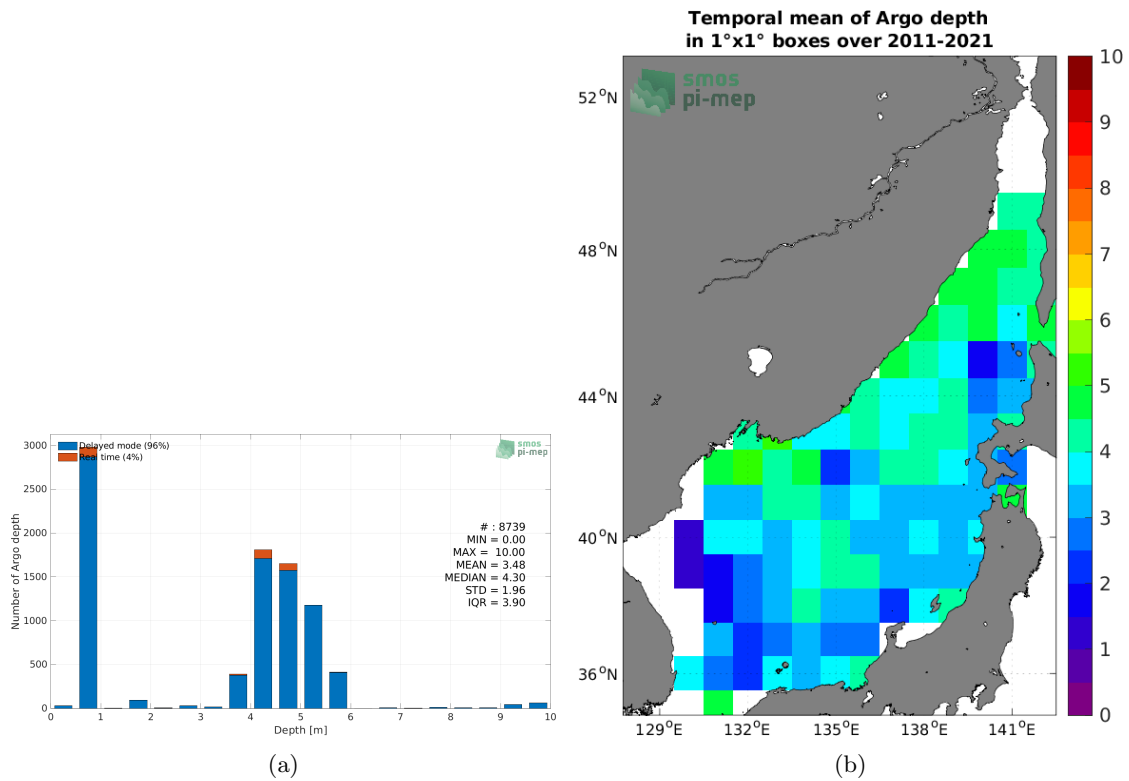 Delayed mode (96%)
Real time (4%)
smos
pi-mep
# : 8739
MIN = 0.00
MAX = 10.00
MEAN = 3.48
MEDIAN = 4.30
STD = 1.96
IQR = 3.90
Number of Argo depth
3000
2500
2000
1500
1000
500
0
0 1 2 3 4 5 6 7 8 9 10
Depth [m]
(a)
Temporal mean of Argo depth
in 1°x1° boxes over 2011-2021
smos
pi-mep
52°N
48°N
44°N
40°N
36°N
129°E 132°E 135°E 138°E 141°E
10
9
8
7
6
5
4
3
2
1
0
(b)